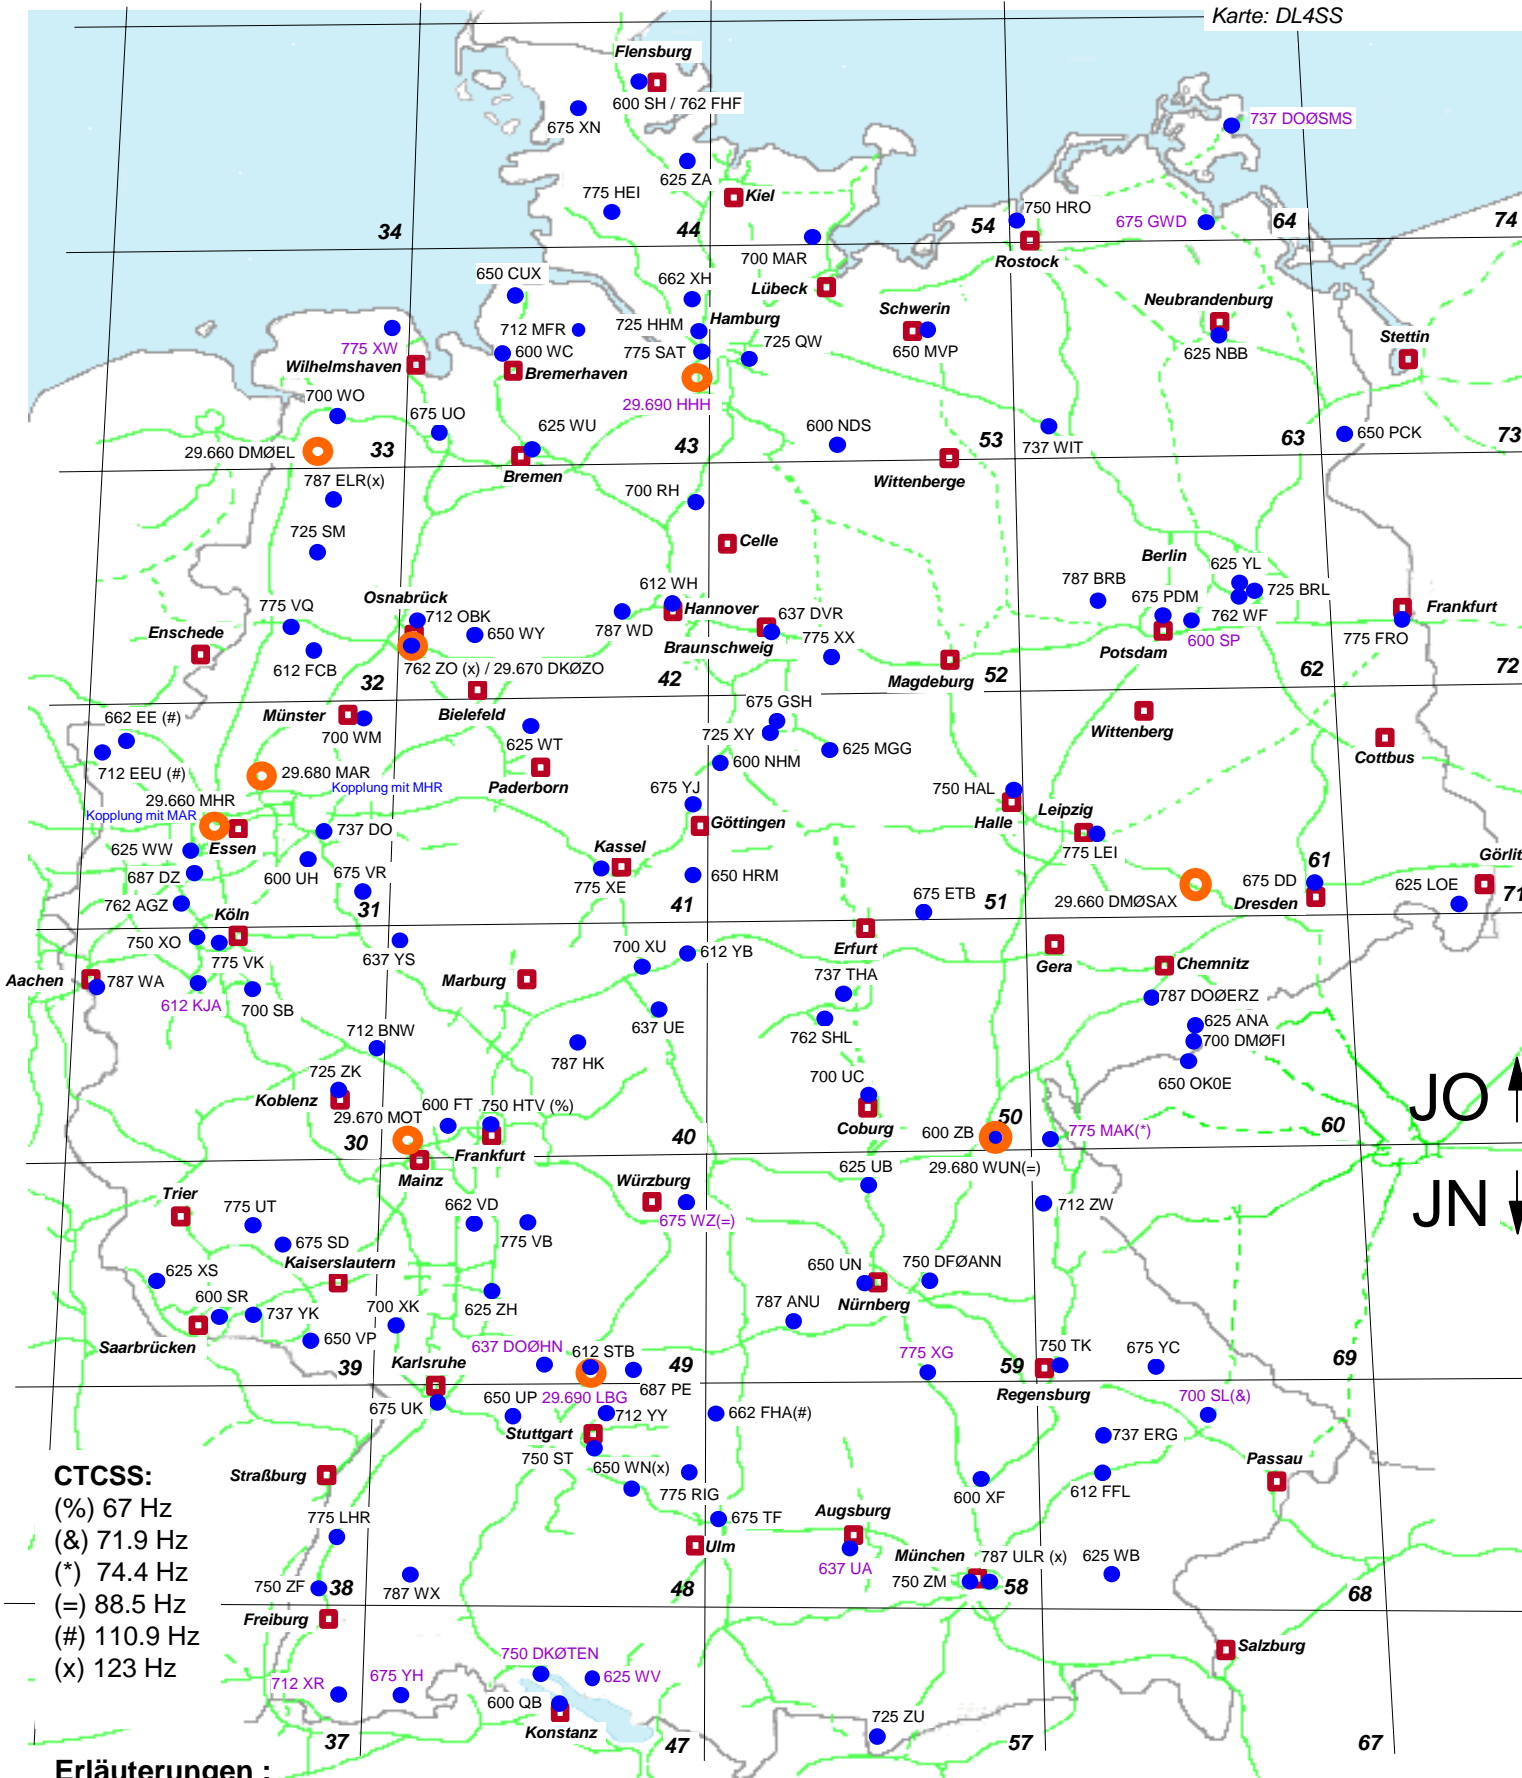 Karte: DL4SS
Flensburg
600 SH / 762 FHF
675 XN
737 DOØSMS
625 ZA
775 HEI
Kiel
34
44
54
750 HRO
675 GWD
64
74
700 MAR
Rostock
650 CUX
662 XH
Lübeck
Schwerin
Neubrandenburg
712 MFR
725 HHM
Hamburg
Stettin
775 XW
600 WC
775 SAT
725 QW
650 MVP
625 NBB
Wilhelmshaven
Bremerhaven
700 WO
29.690 HHH
675 UO
625 WU
600 NDS
29.660 DMØEL
33
43
53
737 WIT
63
650 PCK
73
Bremen
787 ELR(x)
Wittenberge
700 RH
725 SM
Celle
Berlin
625 YL
787 BRB
725 BRL
Osnabrück
612 WH
675 PDM
762 WF
Frankfurt
775 VQ
712 OBK
Hannover
637 DVR
Enschede
650 WY
787 WD
Braunschweig
775 XX
Potsdam
600 SP
775 FRO
612 FCB
762 ZO (x) / 29.670 DKØZO
32
42
Magdeburg
52
62
72
662 EE (#)
Münster
Bielefeld
675 GSH
700 WM
625 WT
725 XY
Wittenberg
712 EEU (#)
625 MGG
Cottbus
600 NHM
29.680 MAR
Kopplung mit MHR
Paderborn
675 YJ
750 HAL
29.660 MHR
Kopplung mit MAR
Göttingen
Halle
Leipzig
737 DO
625 WW
Essen
Kassel
775 LEI
Görlit
687 DZ
600 UH
675 VR
775 XE
650 HRM
61
675 DD
625 LOE
762 AGZ
31
41
675 ETB
51
29.660 DMØSAX
Dresden
71
Köln
750 XO
775 VK
637 YS
700 XU
612 YB
Erfurt
Gera
Chemnitz
Aachen
787 WA
Marburg
737 THA
612 KJA
700 SB
787 DOØERZ
637 UE
625 ANA
712 BNW
762 SHL
700 DMØFI
787 HK
650 OK0E
725 ZK
700 UC
JO
Koblenz
29.670 MOT
600 FT
750 HTV (%)
Coburg
30
40
50
600 ZB
775 MAK(*)
60
Frankfurt
Mainz
625 UB
29.680 WUN(=)
Trier
Würzburg
775 UT
662 VD
675 WZ(=)
712 ZW
JN
675 SD
775 VB
Kaiserslautern
625 XS
650 UN
750 DFØANN
600 SR
625 ZH
Nürnberg
737 YK
700 XK
787 ANU
Saarbrücken
650 VP
637 DOØHN
612 STB
39
Karlsruhe
49
775 XG
59
750 TK
675 YC
69
687 PE
Regensburg
675 UK
650 UP
29.690 LBG
712 YY
662 FHA(#)
700 SL(&)
Stuttgart
737 ERG
750 ST
650 WN(x)
Straßburg
Passau
600 XF
612 FFL
775 RIG
CTCSS:
(%) 67 Hz
(&) 71.9 Hz
(*) 74.4 Hz
(=) 88.5 Hz
(#) 110.9 Hz
(x) 123 Hz
775 LHR
675 TF
Augsburg
Ulm
München
787 ULR (x)
625 WB
637 UA
750 ZM
750 ZF
38
787 WX
48
58
68
Freiburg
Salzburg
750 DKØTEN
712 XR
675 YH
625 WV
600 QB
Konstanz
725 ZU
37
47
57
67
Erläuterungen :